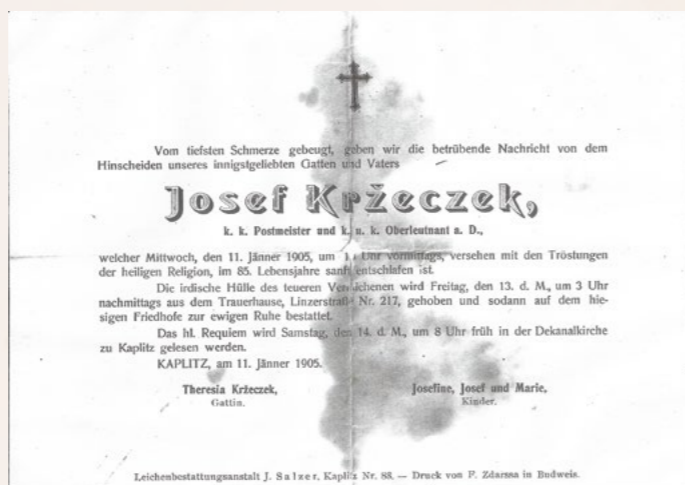 Vom tiefsten Schmerze gebeugt, geben wir die betrübende Nachricht von dem
Hinscheiden unseres innigstgeliebten Gatten und Vaters
Josef Kržeczek,
k. k. Postmeister und k. u. k. Oberleutnant a. D.,
welcher Mittwoch, den 11. Jänner 1905, um Uhr vormittags, versehen mit den Tröstungen
der heiligen Religion, im 85. Lebensjahre sanft entschlafen ist.
Die irdische Hülle des teueren Verblichenen wird Freitag, den 13. d. M., um 3 Uhr
nachmittags aus dem Trauerhause, Linzerstraße Nr. 217, gehoben und sodann auf dem hie-
sigen Friedhofe zur ewigen Ruhe bestattet.
Das hl. Requiem wird Samstag, den 14. d. M., um 8 Uhr früh in der Dekanalkirche
zu Kaplitz gelesen werden.
KAPLITZ, am 11. Jänner 1905.
Theresia Kržeczek,
Gattin.
Josefine, Josef und Marie,
Kinder.
Leichenbestattungsanstalt J. Salzer, Kaplitz Nr. 88. — Druck von F. Zdarssa in Budweis.